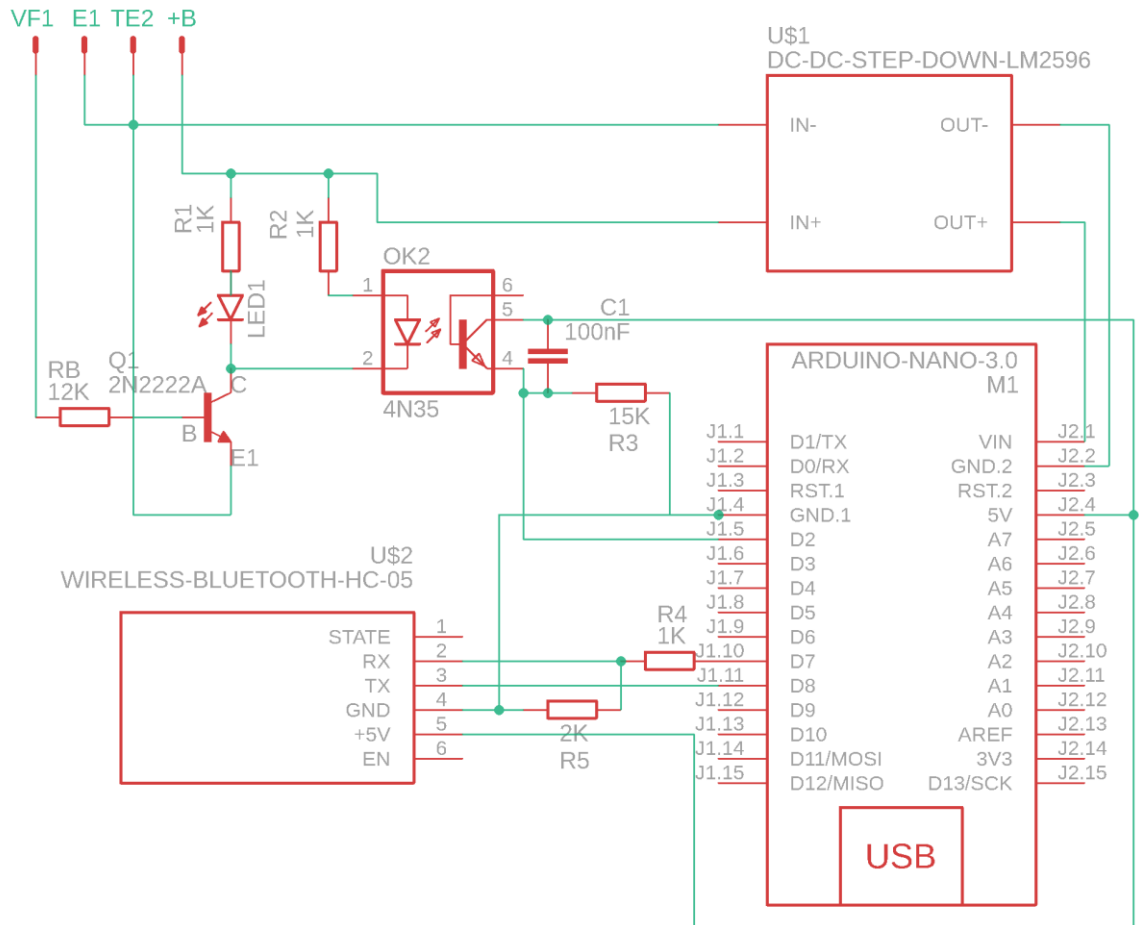 VF1 E1 TE2 +B
U$1
DC-DC-STEP-DOWN-LM2596
IN- OUT-
IN+ OUT+
R1
1K
R2
1K
LED1
OK2
1 6
5
2 4
4N35
C1
100nF
RB
12K
Q1
2N2222A
C
B
E1
15K
R3
ARDUINO-NANO-3.0
M1
J1.1 D1/TX VIN J2.1
J1.2 D0/RX GND.2 J2.2
J1.3 RST.1 RST.2 J2.3
J1.4 GND.1 5V J2.4
J1.5 D2 A7 J2.5
J1.6 D3 A6 J2.6
J1.7 D4 A5 J2.7
J1.8 D5 A4 J2.8
J1.9 D6 A3 J2.9
J1.10 D7 A2 J2.10
J1.11 D8 A1 J2.11
J1.12 D9 A0 J2.12
J1.13 D10 AREF J2.13
J1.14 D11/MOSI 3V3 J2.14
J1.15 D12/MISO D13/SCK J2.15
USB
U$2
WIRELESS-BLUETOOTH-HC-05
STATE 1
RX 2
TX 3
GND 4
+5V 5
EN 6
R4
1K
2K
R5